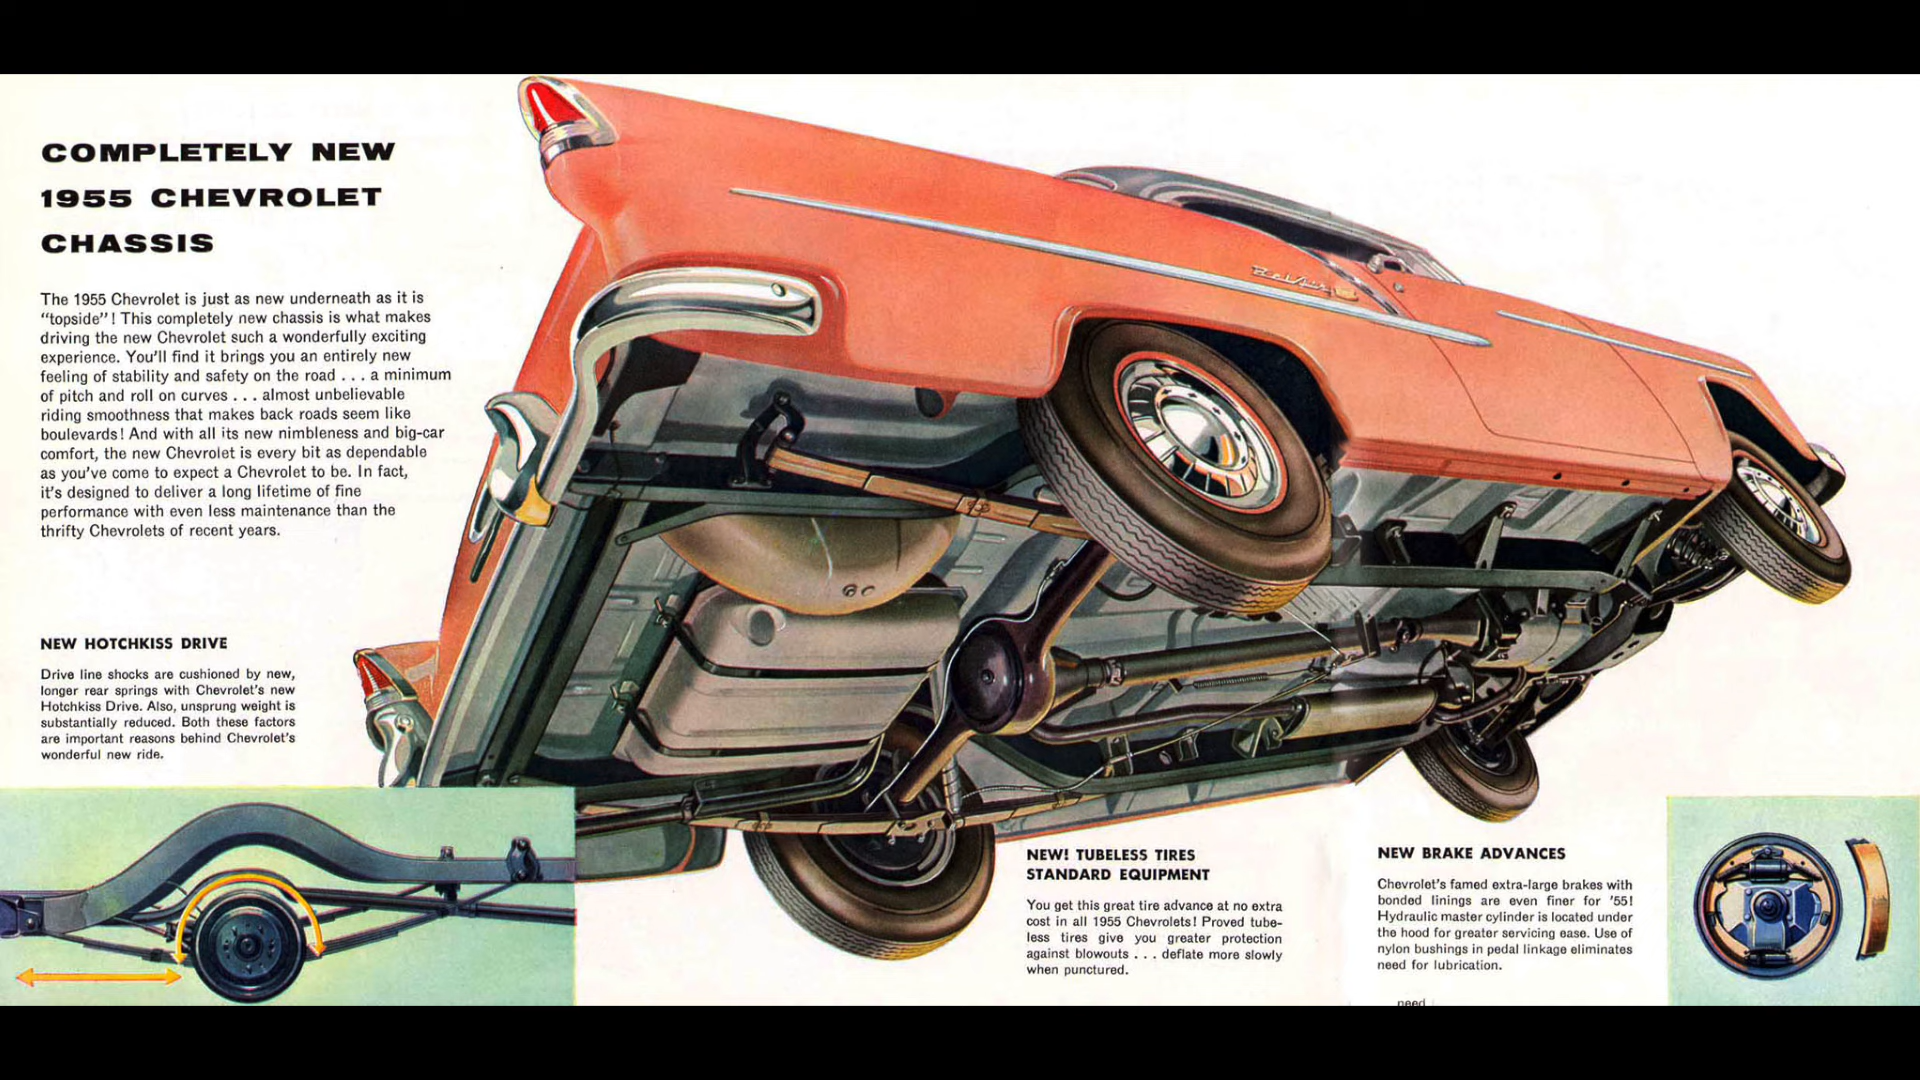 COMPLETELY NEW
1955 CHEVROLET
CHASSIS
The 1955 Chevrolet is just as new underneath as it is
“topside”! This completely new chassis is what makes
driving the new Chevrolet such a wonderfully exciting
experience. You'll find it brings you an entirely new
feeling of stability and safety on the road . . . a minimum
of pitch and roll on curves . . . almost unbelievable
riding smoothness that makes back roads seem like
boulevards! And with all its new nimbleness and big-car
comfort, the new Chevrolet is every bit as dependable
as you've come to expect a Chevrolet to be. In fact,
it's designed to deliver a long lifetime of fine
performance with even less maintenance than the
thrifty Chevrolets of recent years.
NEW HOTCHKISS DRIVE
Drive line shocks are cushioned by new,
longer rear springs with Chevrolet's new
Hotchkiss Drive. Also, unsprung weight is
substantially reduced. Both these factors
are important reasons behind Chevrolet's
wonderful new ride.
Bel Air
NEW! TUBELESS TIRES
STANDARD EQUIPMENT
You get this great tire advance at no extra
cost in all 1955 Chevrolets! Proved tube-
less tires give you greater protection
against blowouts . . . deflate more slowly
when punctured.
NEW BRAKE ADVANCES
Chevrolet's famed extra-large brakes with
bonded linings are even finer for '55!
Hydraulic master cylinder is located under
the hood for greater servicing ease. Use of
nylon bushings in pedal linkage eliminates
need for lubrication.
need